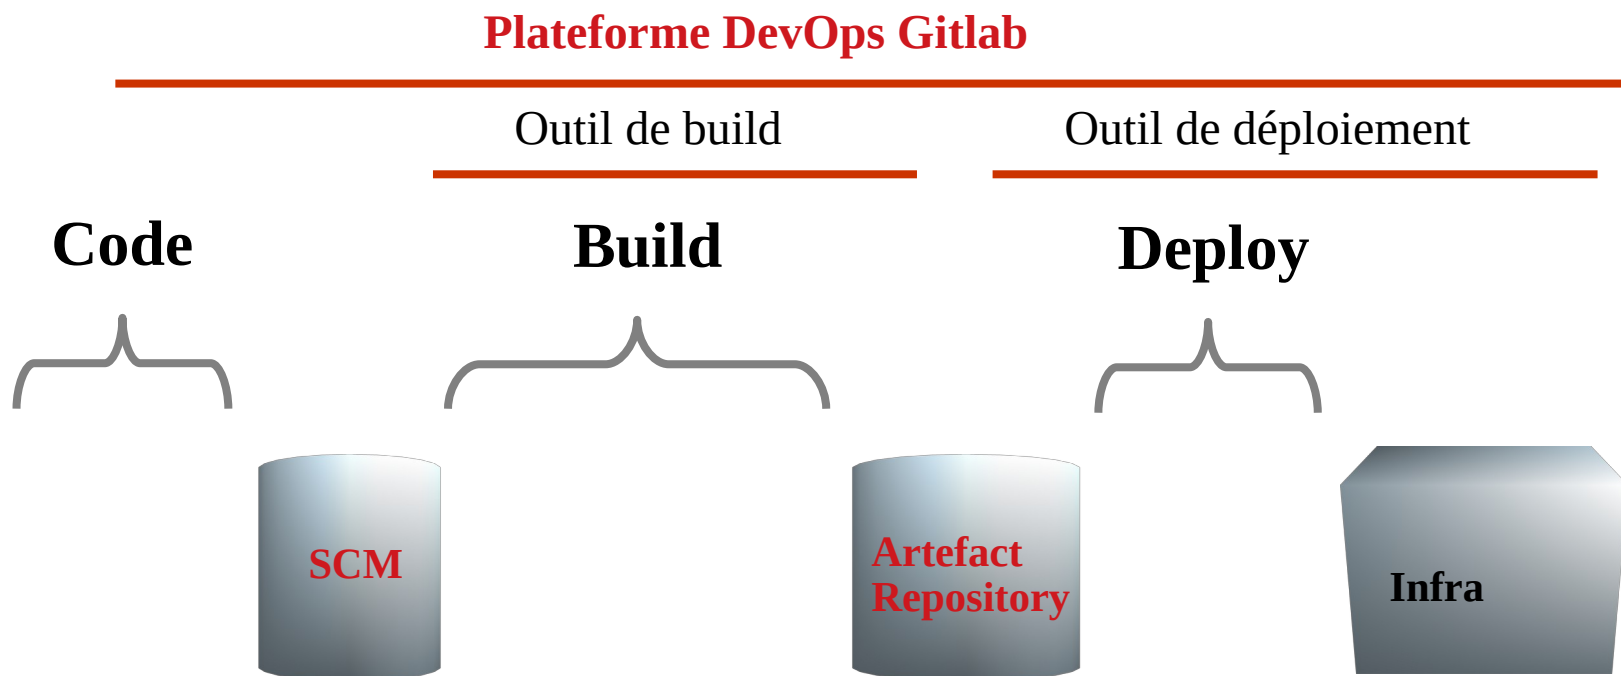 Plateforme DevOps Gitlab
Outil de build
Outil de déploiement
Code
Build
Deploy
SCM
Artefact
Repository
Infra